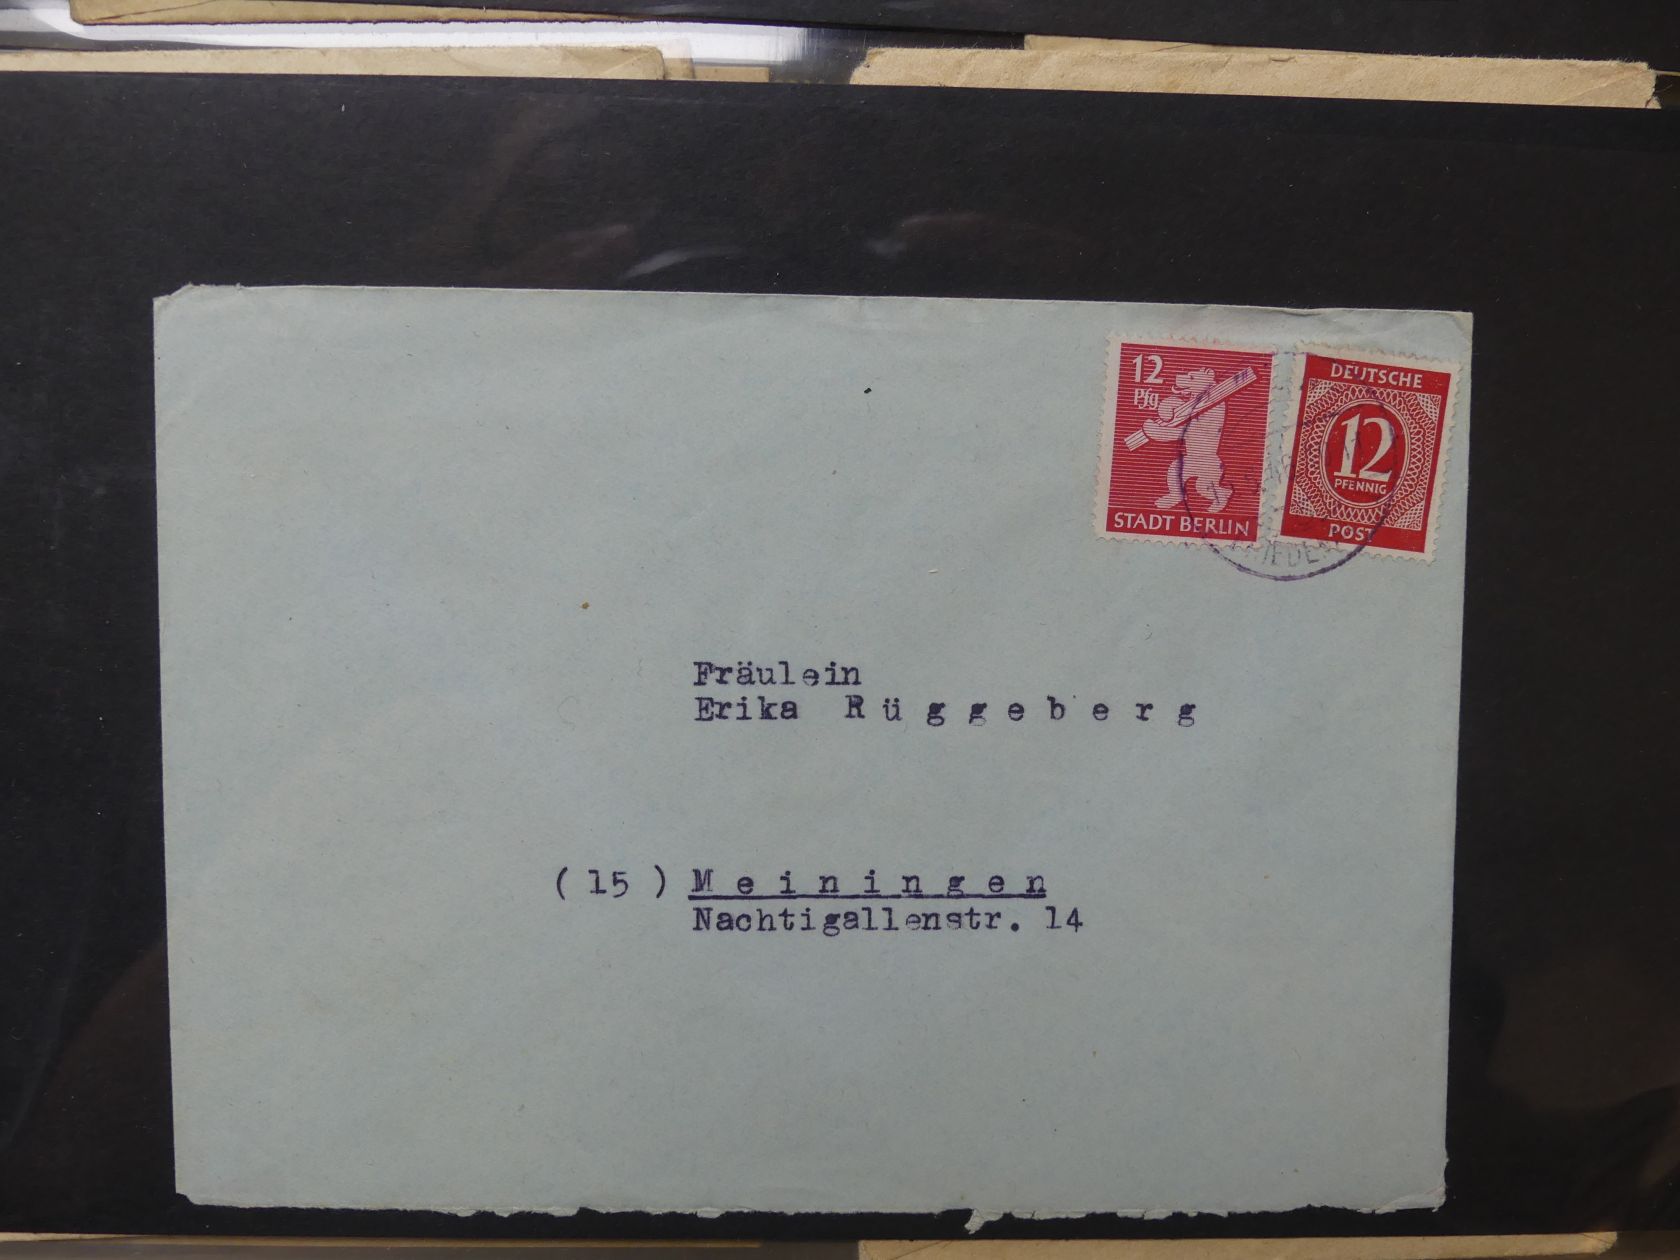 12
Pfg
STADT BERLIN
DEUTSCHE
12
PFENNIG
POST
Fräulein
Erika Rüggeberg
(15) Meiningen
Nachtigallenstr. 14